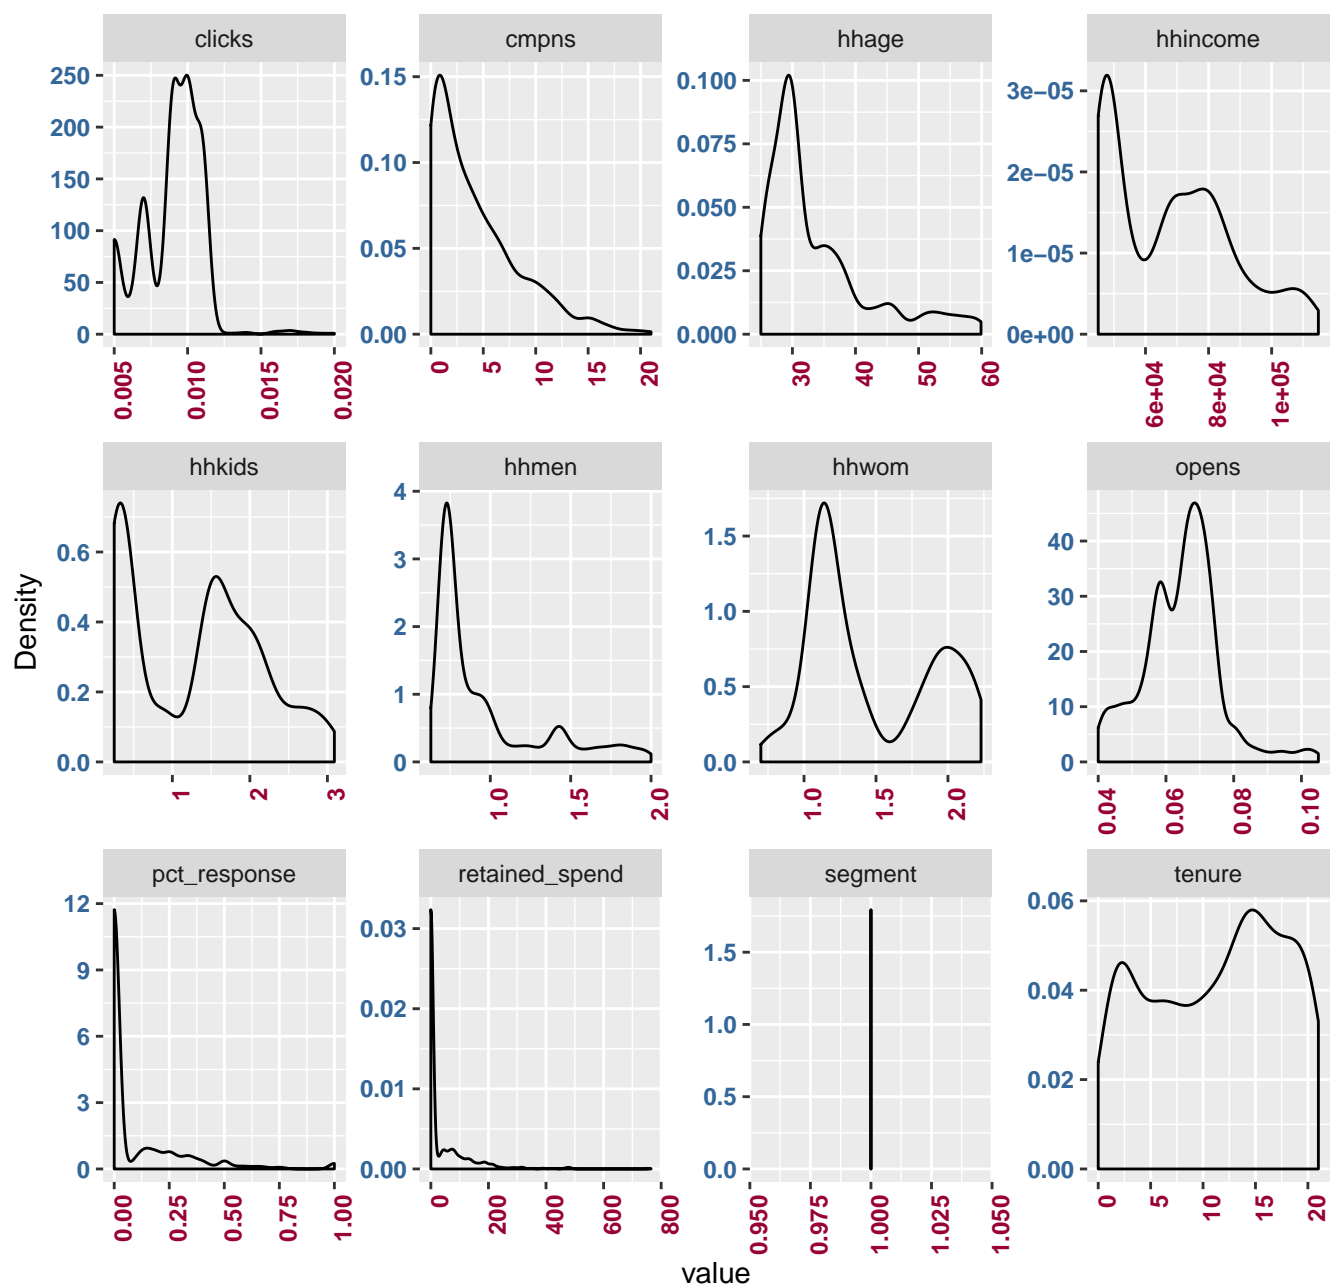 clicks cmpns hhage hhincome
250 200 150 100 50 0
0.15 0.10 0.05 0.00
0.100 0.075 0.050 0.025 0.000
3e−05 2e−05 1e−05 0e+00
0.005 0.010 0.015 0.020
0 5 10 15 20
30 40 50 60
6e+04 8e+04 1e+05
hhkids hhmen hhwom opens
0.6 0.4 0.2 0.0
4 3 2 1 0
1.5 1.0 0.5 0.0
40 30 20 10 0
1 2 3
1.0 1.5 2.0
1.0 1.5 2.0
0.04 0.06 0.08 0.10
Density
pct_response retained_spend segment tenure
12 9 6 3 0
0.03 0.02 0.01 0.00
1.5 1.0 0.5 0.0
0.06 0.04 0.02 0.00
0.00 0.25 0.50 0.75 1.00
0 200 400 600 800
0.950 0.975 1.000 1.025 1.050
0 5 10 15 20
value